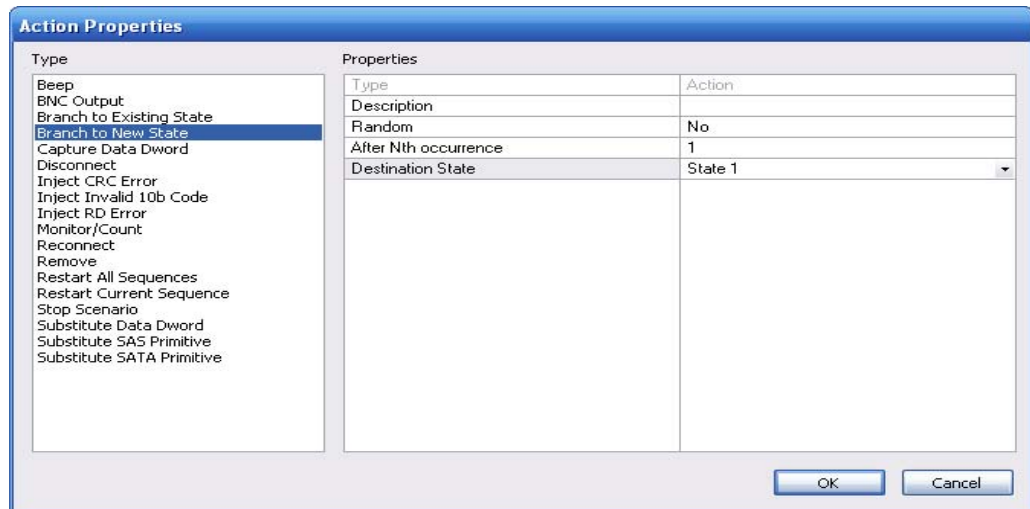 Action Properties
Type
Beep
BNC Output
Branch to Existing State
Branch to New State
Capture Data Dword
Disconnect
Inject CRC Error
Inject Invalid 10b Code
Inject RD Error
Monitor/Count
Reconnect
Remove
Restart All Sequences
Restart Current Sequence
Stop Scenario
Substitute Data Dword
Substitute SAS Primitive
Substitute SATA Primitive
Properties
Type Action
Description
Random No
After Nth occurrence 1
Destination State State 1
OK Cancel